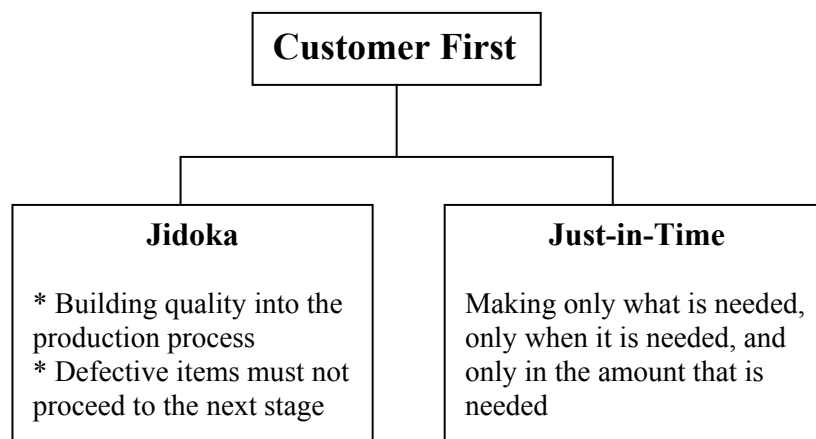 Customer First
Jidoka
* Building quality into the
production process
* Defective items must not
proceed to the next stage
Just-in-Time
Making only what is needed,
only when it is needed, and
only in the amount that is
needed